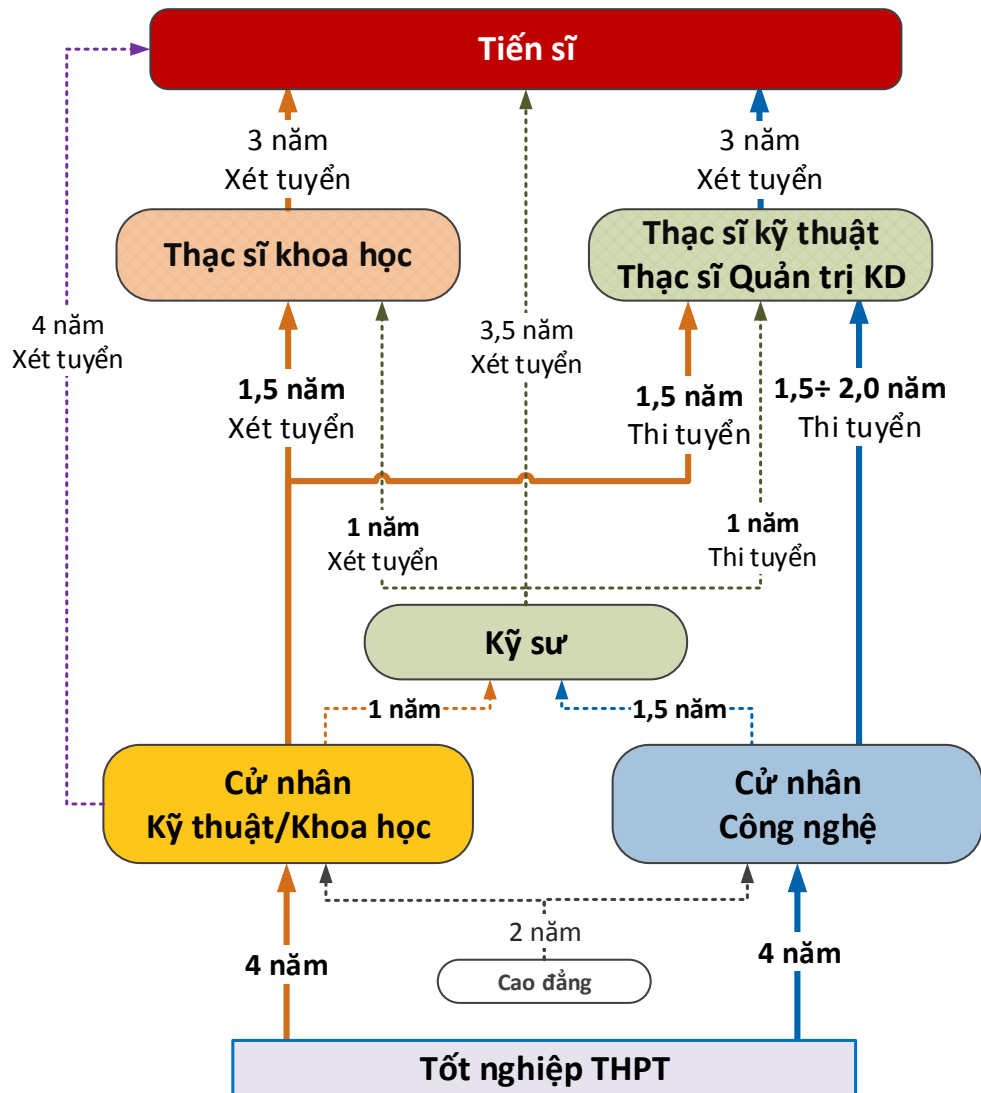 Tiến sĩ
3 năm
Xét tuyển
3 năm
Xét tuyển
Thạc sĩ khoa học
Thạc sĩ kỹ thuật
Thạc sĩ Quản trị KD
4 năm
Xét tuyển
3,5 năm
Xét tuyển
1,5 năm
Xét tuyển
1,5 năm
Thi tuyển
1,5÷ 2,0 năm
Thi tuyển
1 năm
Xét tuyển
1 năm
Thi tuyển
Kỹ sư
1 năm
1,5 năm
Cử nhân
Kỹ thuật/Khoa học
Cử nhân
Công nghệ
2 năm
4 năm
4 năm
Cao đẳng
Tốt nghiệp THPT